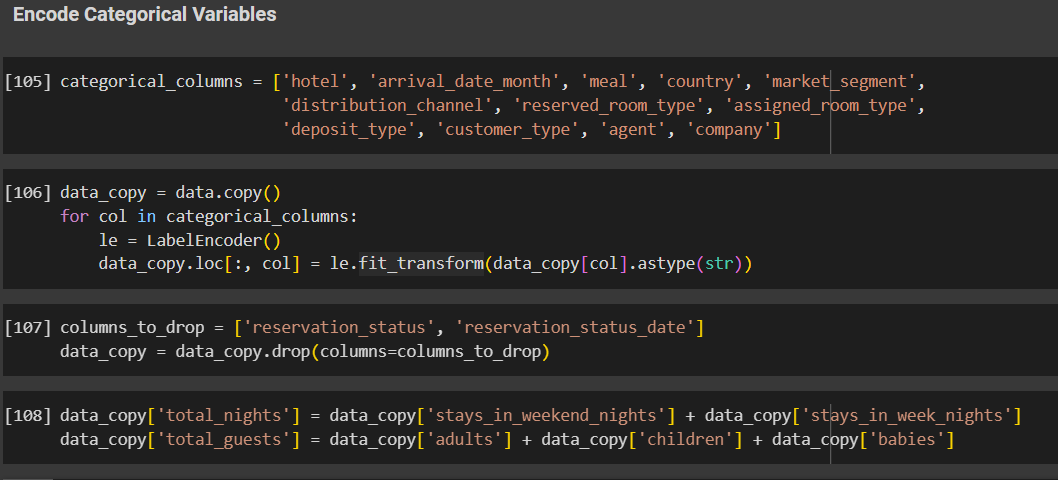 Encode Categorical Variables
[105] categorical_columns = ['hotel', 'arrival_date_month', 'meal', 'country', 'market_segment',
'distribution_channel', 'reserved_room_type', 'assigned_room_type',
'deposit_type', 'customer_type', 'agent', 'company']
[106] data_copy = data.copy()
for col in categorical_columns:
le = LabelEncoder()
data_copy.loc[:, col] = le.fit_transform(data_copy[col].astype(str))
[107] columns_to_drop = ['reservation_status', 'reservation_status_date']
data_copy = data_copy.drop(columns=columns_to_drop)
[108] data_copy['total_nights'] = data_copy['stays_in_weekend_nights'] + data_copy['stays_in_week_nights']
data_copy['total_guests'] = data_copy['adults'] + data_copy['children'] + data_copy['babies']